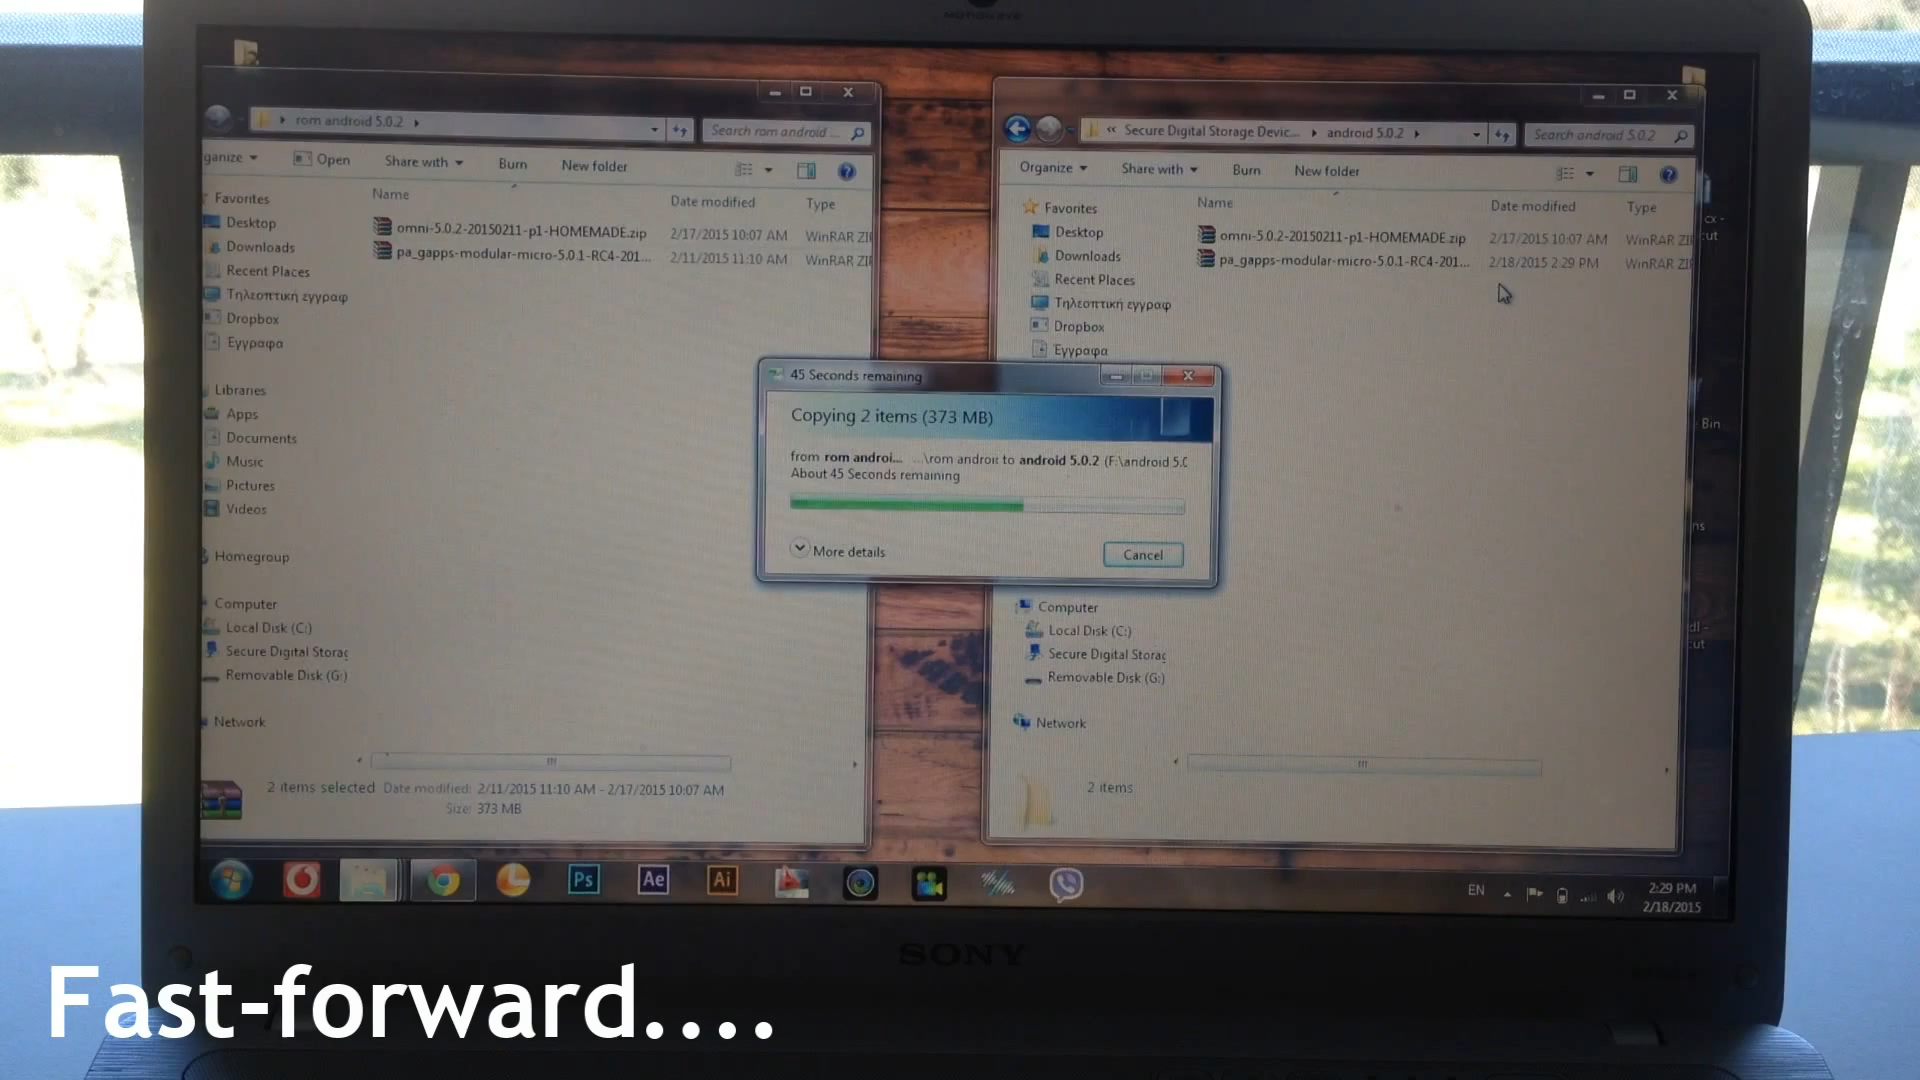 rom android 5.0.2
Search rom android ...
ganize
Open
Share with
Burn
New folder
Name
Date modified
Type
omni-5.0.2-20150211-p1-HOMEMADE.zip
2/17/2015 10:07 AM
WinRAR ZI
pa_gapps-modular-micro-5.0.1-RC4-201...
2/11/2015 11:10 AM
WinRAR ZI
Favorites
Desktop
Downloads
Recent Places
Τηλεοπτική εγγραφ
Dropbox
Έγγραφα
Libraries
Apps
Documents
Music
Pictures
Videos
Homegroup
Computer
Local Disk (C:)
Secure Digital Storag
Removable Disk (G:)
Network
2 items selected Date modified: 2/11/2015 11:10 AM - 2/17/2015 10:07 AM
Size: 373 MB
« Secure Digital Storage Devic...
android 5.0.2
Search android 5.0.2
Organize
Share with
Burn
New folder
Name
Date modified
Type
omni-5.0.2-20150211-p1-HOMEMADE.zip
2/17/2015 10:07 AM
WinRAR ZI
pa_gapps-modular-micro-5.0.1-RC4-201...
2/18/2015 2:29 PM
WinRAR ZI
Favorites
Desktop
Downloads
Recent Places
Τηλεοπτική εγγραφ
Dropbox
Έγγραφα
Computer
Local Disk (C:)
Secure Digital Storag
Removable Disk (G:)
Network
2 items
45 Seconds remaining
Copying 2 items (373 MB)
from rom androi... ...\rom androi to android 5.0.2 (F:\android 5.0
About 45 Seconds remaining
More details
Cancel
Bin
Ps
Ae
Ai
EN
2:29 PM
2/18/2015
SONY
Fast-forward....